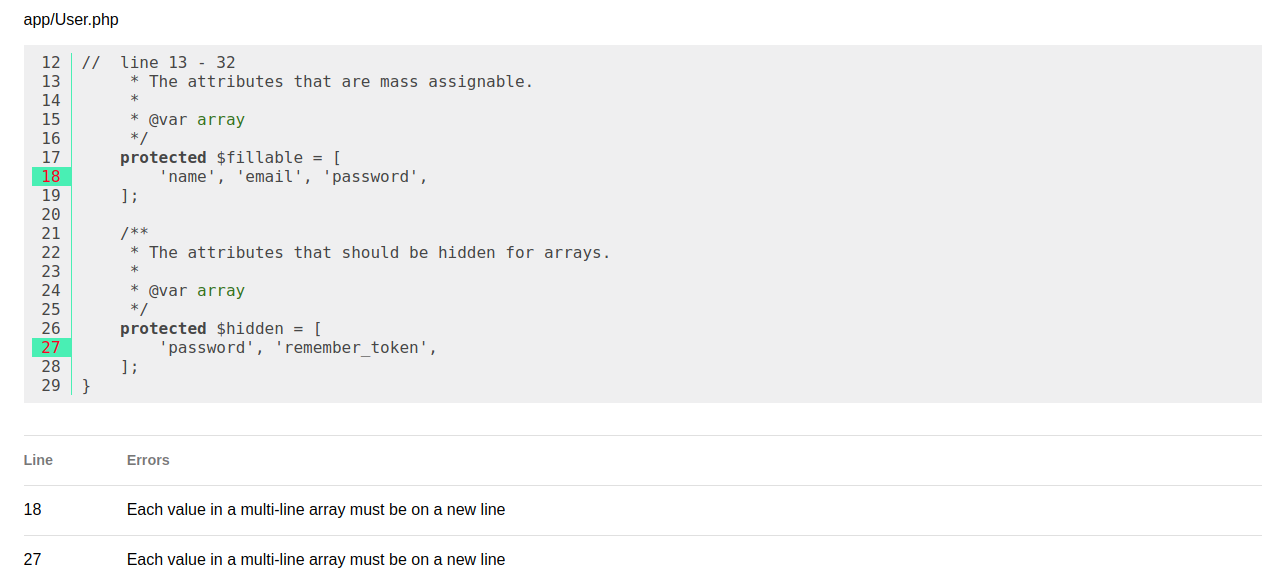 app/User.php
12 //  line 13 - 32
13      * The attributes that are mass assignable.
14      *
15      * @var array
16      */
17     protected $fillable = [
18         'name', 'email', 'password',
19     ];
20
21     /**
22      * The attributes that should be hidden for arrays.
23      *
24      * @var array
25      */
26     protected $hidden = [
27         'password', 'remember_token',
28     ];
29 }
Line Errors
18 Each value in a multi-line array must be on a new line
27 Each value in a multi-line array must be on a new line